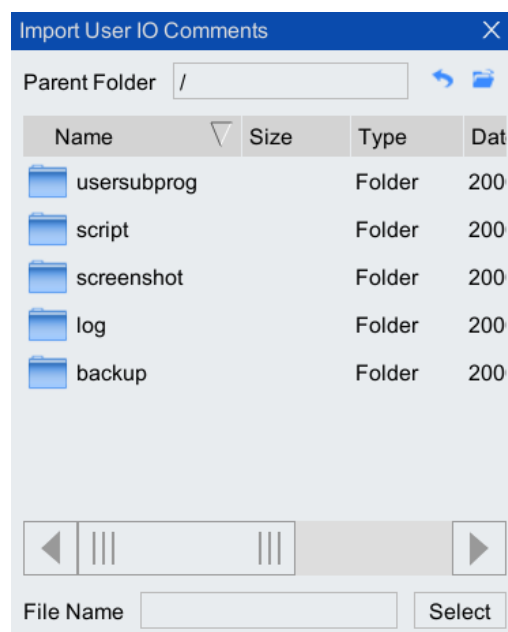 Import User IO Comments
Parent Folder /
Name Size Type Dat
usersubprog Folder 200
script Folder 200
screenshot Folder 200
log Folder 200
backup Folder 200
File Name Select